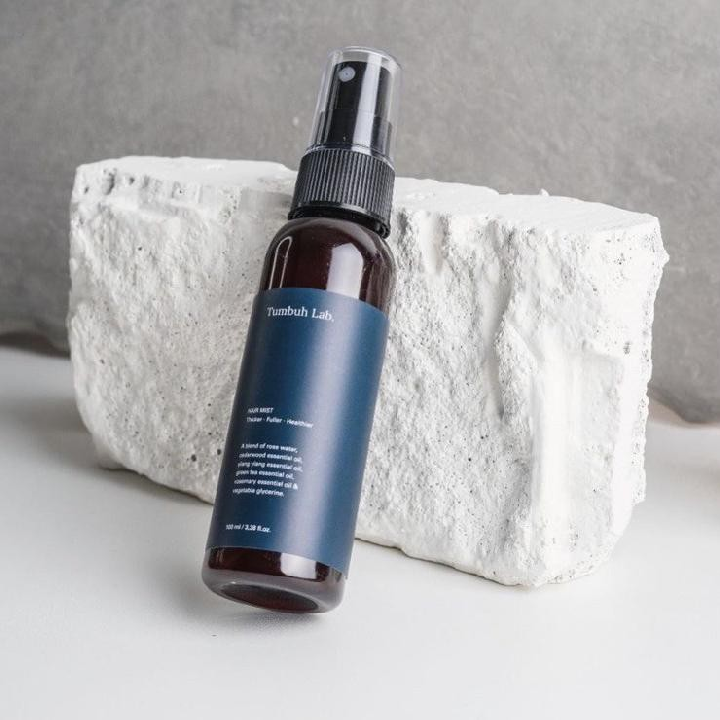 Tumbuh Lab.
HAIR MIST
Thicker · Fuller · Healthier
A blend of rose water,
cedarwood essential oil,
ylang ylang essential oil,
green tea essential oil,
rosemary essential oil &
vegetable glycerine.
100 ml / 3.38 fl.oz.